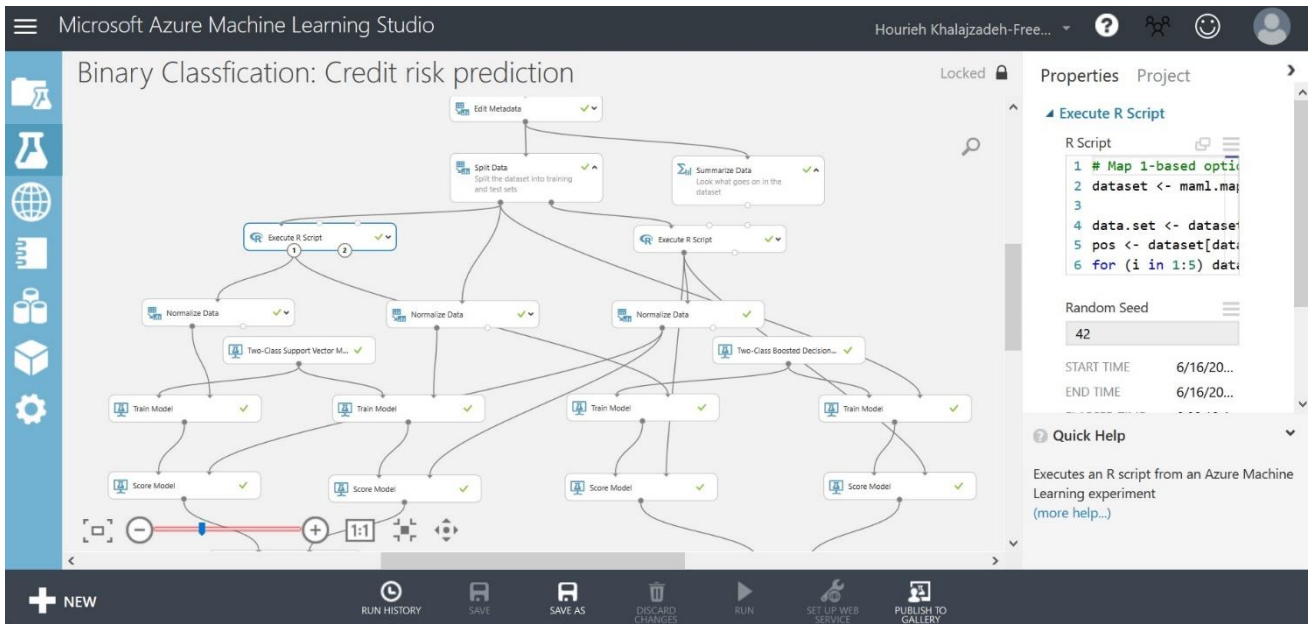 Microsoft Azure Machine Learning Studio
Hourieh Khalajzadeh-Free...
?
Binary Classfication: Credit risk prediction
Locked
Edit Metadata
Split Data
Split the dataset into training
and test sets
Summarize Data
Look what goes on in the
dataset
Execute R Script
1
2
Execute R Script
Normalize Data
Normalize Data
Normalize Data
Two-Class Support Vector M...
Two-Class Boosted Decision...
Train Model
Train Model
Train Model
Train Model
Score Model
Score Model
Score Model
Score Model
1:1
Properties Project
Execute R Script
R Script
1 # Map 1-based optio
2 dataset <- maml.map
3
4 data.set <- dataset
5 pos <- dataset[data
6 for (i in 1:5) data
Random Seed
42
START TIME 6/16/20...
END TIME 6/16/20...
Quick Help
Executes an R script from an Azure Machine
Learning experiment
(more help...)
NEW
RUN HISTORY
SAVE
SAVE AS
DISCARD
CHANGES
RUN
SET UP WEB
SERVICE
PUBLISH TO
GALLERY